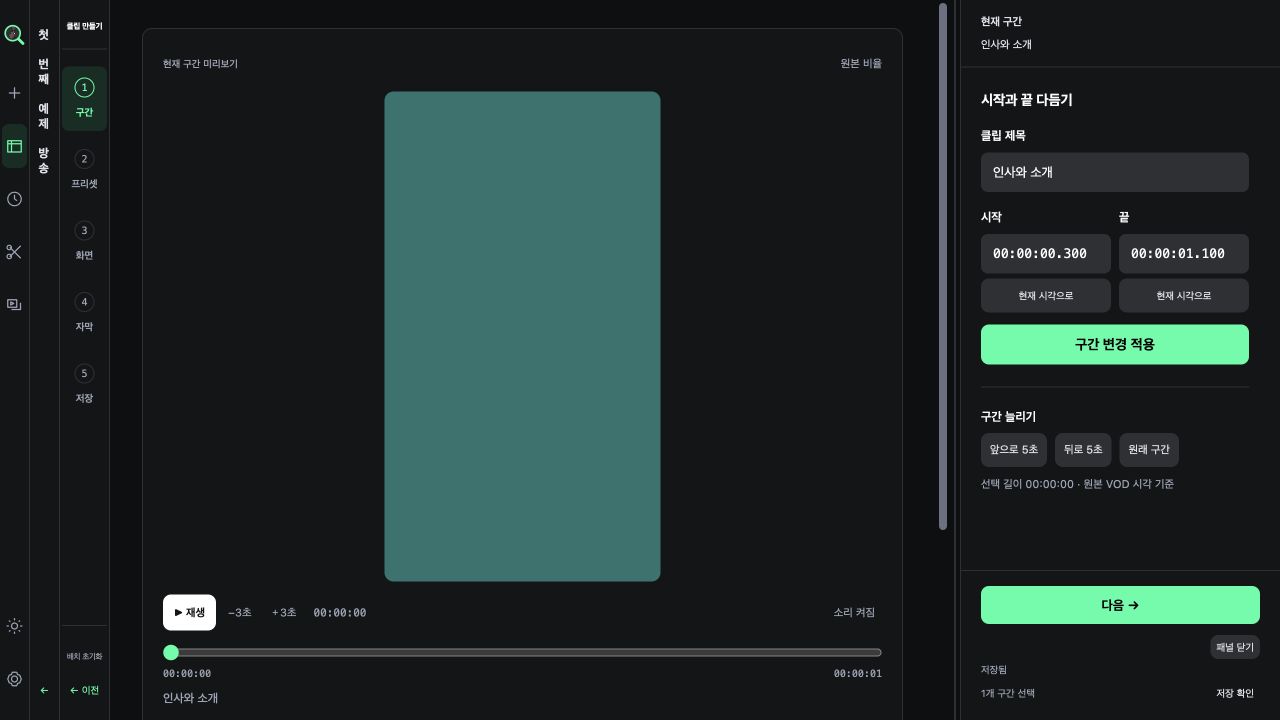 첫 번째 예제 방송
←
클립 만들기
1
구간
2
프리셋
3
화면
4
자막
5
저장
배치 초기화
← 이전
현재 구간 미리보기
원본 비율
▶ 재생 −3초 +3초 00:00:00 소리 켜짐
00:00:00 00:00:01
인사와 소개
현재 구간
인사와 소개
시작과 끝 다듬기
클립 제목
인사와 소개
시작 끝
00:00:00.300 00:00:01.100
현재 시각으로 현재 시각으로
구간 변경 적용
구간 늘리기
앞으로 5초 뒤로 5초 원래 구간
선택 길이 00:00:00 · 원본 VOD 시각 기준
다음 →
패널 닫기
저장됨
1개 구간 선택 저장 확인